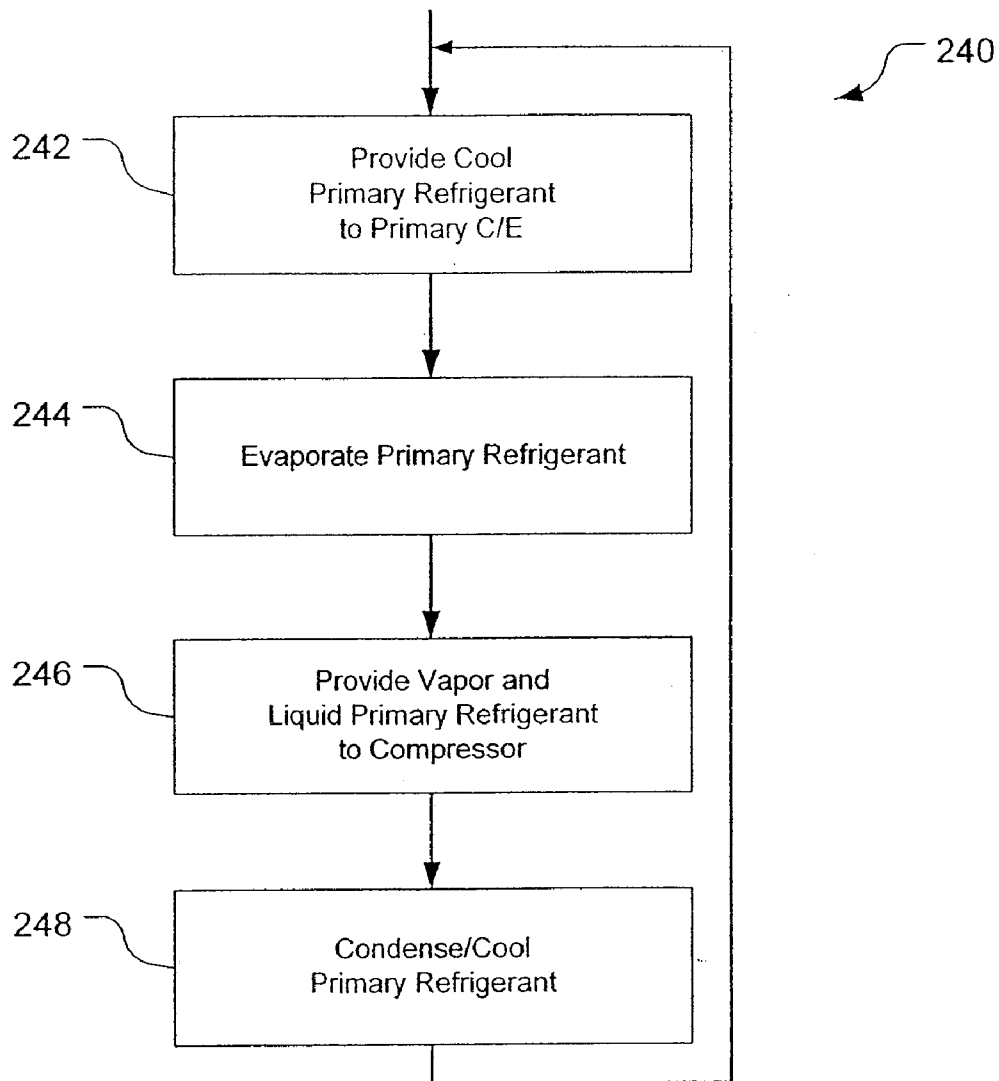 240
242
Provide Cool
Primary Refrigerant
to Primary C/E
244
Evaporate Primary Refrigerant
246
Provide Vapor and
Liquid Primary Refrigerant
to Compressor
248
Condense/Cool
Primary Refrigerant